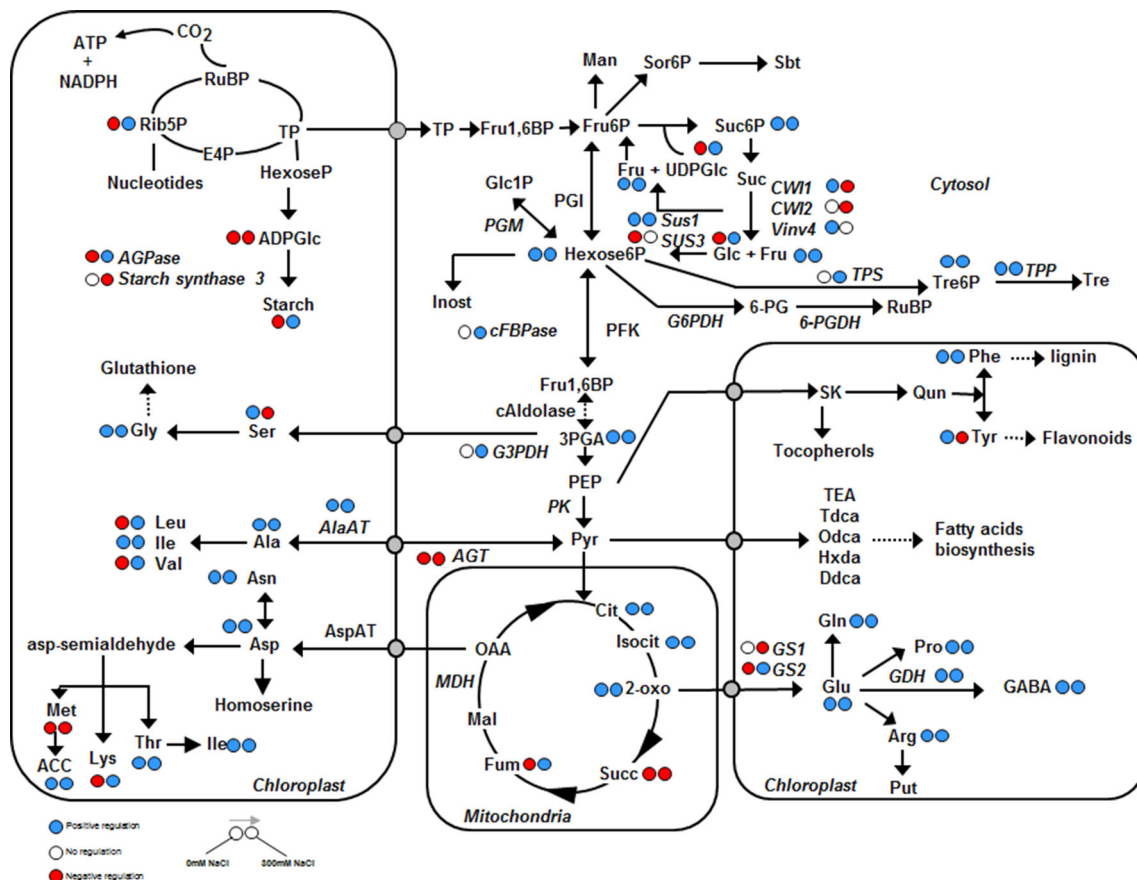 CO2
ATP
+
NADPH
RuBP
Rib5P
TP
E4P
Nucleotides
HexoseP
ADPGlc
AGPase
Starch synthase 3
Starch
Glutathione
Gly
Ser
Leu
Ile
Val
Ala
AlaAT
Asn
asp-semialdehyde
Asp
AspAT
Homoserine
Met
ACC
Lys
Thr
Ile
Chloroplast
Man
Sor6P
Sbt
TP
Fru1,6BP
Fru6P
Suc6P
Fru + UDPGlc
Suc
CWI1
CWI2
Vinv4
Cytosol
Glc1P
PGM
PGI
Sus1
SUS3
Hexose6P
Glc + Fru
TPS
Tre6P
TPP
Tre
Inost
G6PDH
6-PG
6-PGDH
RuBP
cFBPase
PFK
Fru1,6BP
cAldolase
3PGA
G3PDH
PEP
PK
Pyr
AGT
Cit
Isocit
2-oxo
Succ
Fum
Mal
MDH
OAA
Mitochondria
Phe
lignin
SK
Qun
Tyr
Flavonoids
Tocopherols
TEA
Tdca
Odca
Hxda
Ddca
Fatty acids
biosynthesis
GS1
GS2
Gln
Glu
Pro
GDH
GABA
Arg
Put
Chloroplast
Positive regulation
No regulation
Negative regulation
0mM NaCl
300mM NaCl